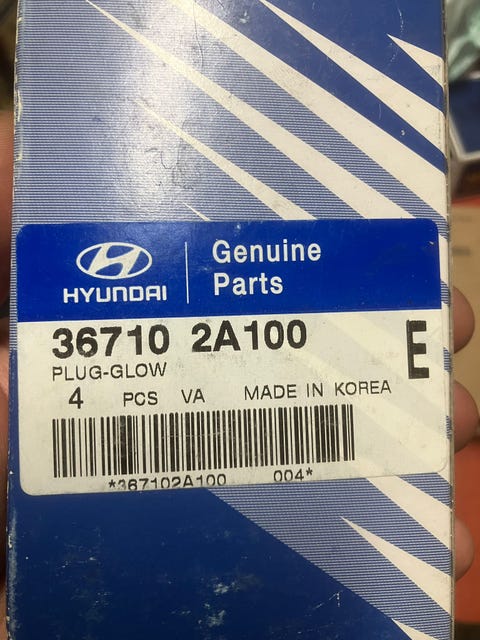 HYUNDAI
Genuine
Parts
36710 2A100
PLUG-GLOW
4 PCS VA MADE IN KOREA
E
*367102A100 004*